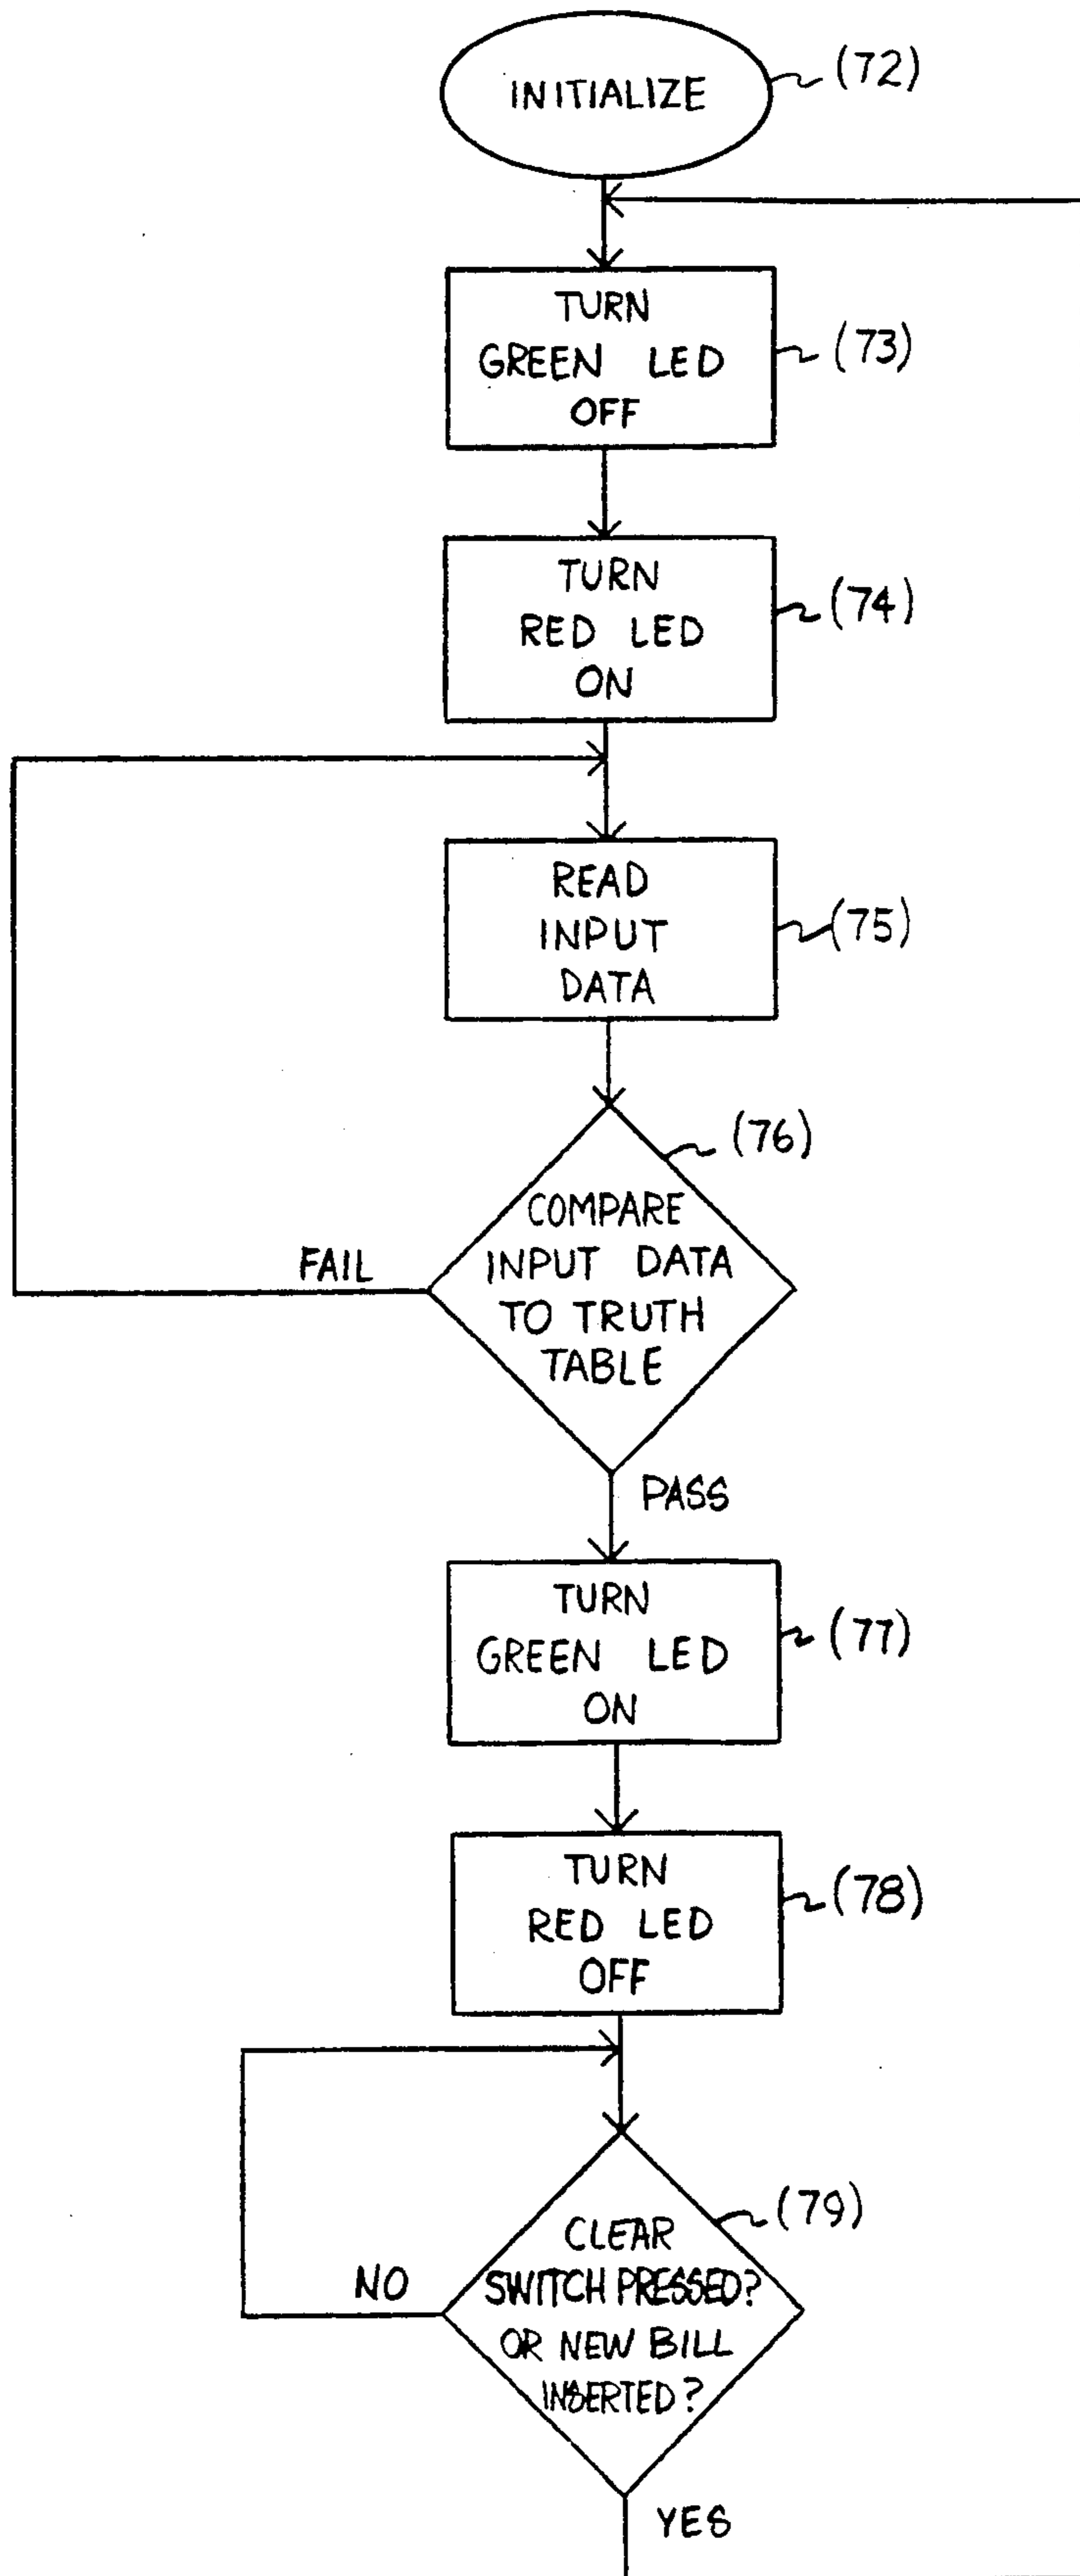 INITIALIZE
(72)
TURN
GREEN LED
OFF
(73)
TURN
RED LED
ON
(74)
READ
INPUT
DATA
(75)
(76)
COMPARE
INPUT DATA
TO TRUTH
TABLE
FAIL
PASS
TURN
GREEN LED
ON
(77)
TURN
RED LED
OFF
(78)
(79)
CLEAR
SWITCH PRESSED?
OR NEW BILL
INSERTED?
NO
YES